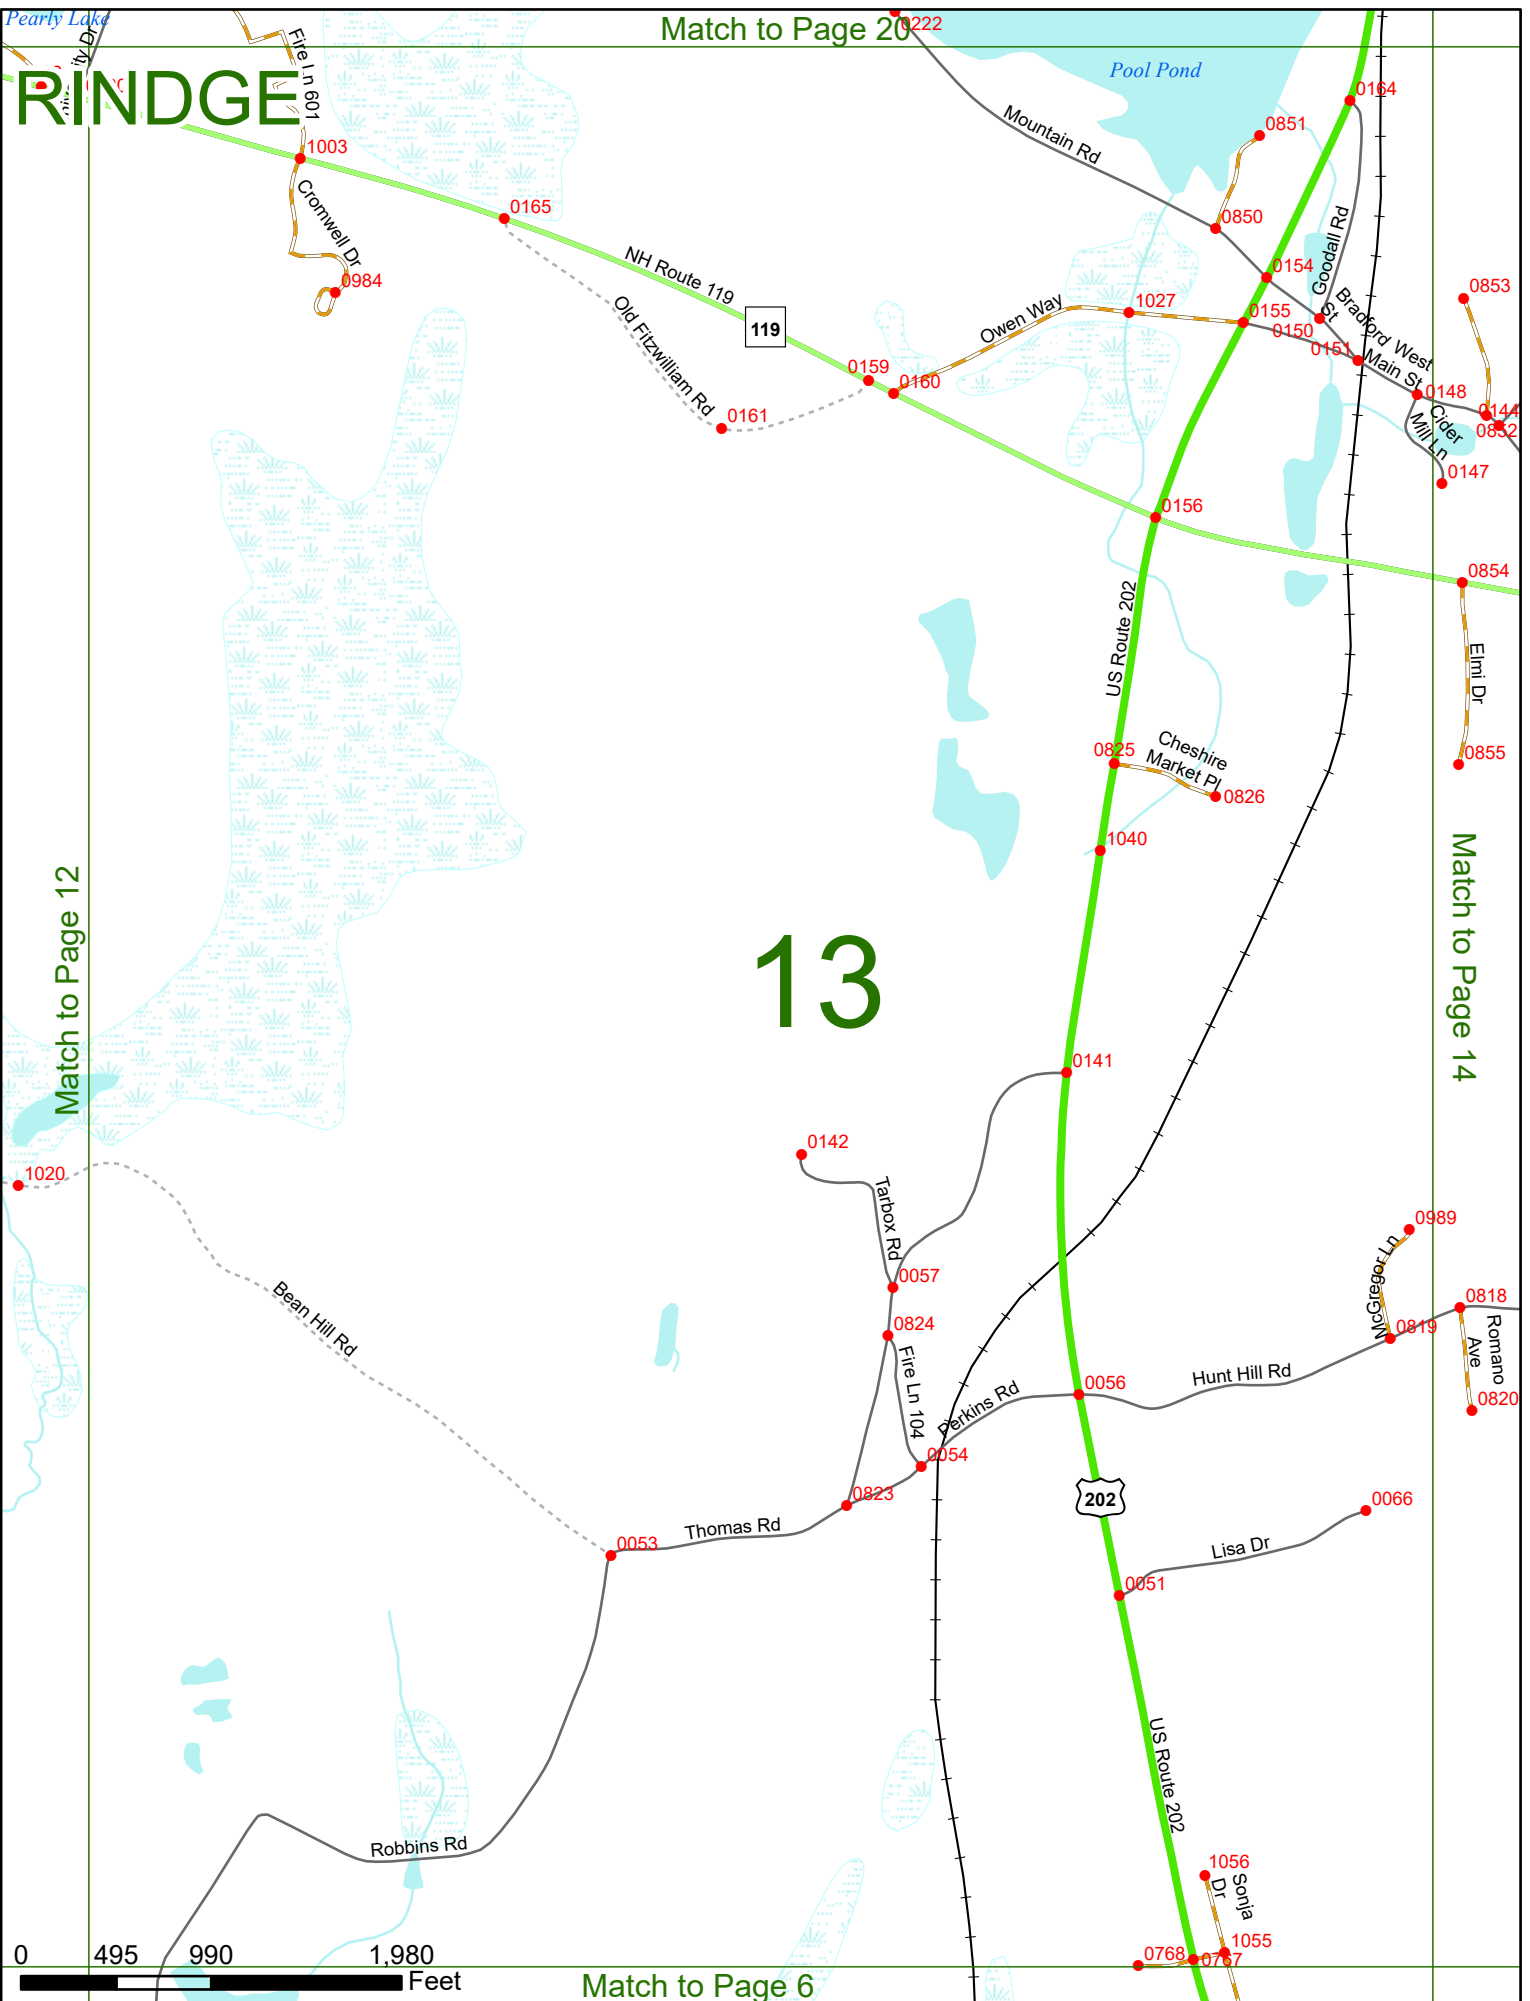 Pearly Lake
Match to Page 20
0222
Pool Pond
RINDGE
Fire Ln 601
0164
0851
Mountain Rd
1003
Cromwell Dr
0165
0850
Goodall Rd
NH Route 119
0154
0984
Old Fitzwilliam Rd
119
Owen Way
1027
0155
0150
Bradford
St
0853
0151
West
Main St
0159
0160
0148
0144
0852
Cider
Mill Ln
0161
0147
0156
0854
US Route 202
Elmi Dr
0825
Cheshire
Market Pl
0826
0855
1040
Match to Page 12
Match to Page 14
13
0141
0142
1020
Tarbox Rd
0989
McGregor Ln
0057
Bean Hill Rd
0818
0824
0819
Romano
Ave
Fire Ln 104
Perkins Rd
0056
Hunt Hill Rd
0820
0054
202
0823
0066
Thomas Rd
0053
Lisa Dr
0051
US Route 202
Robbins Rd
1056
Sonja
Dr
1055
0768
0767
0 495 990 1,980
Feet
Match to Page 6